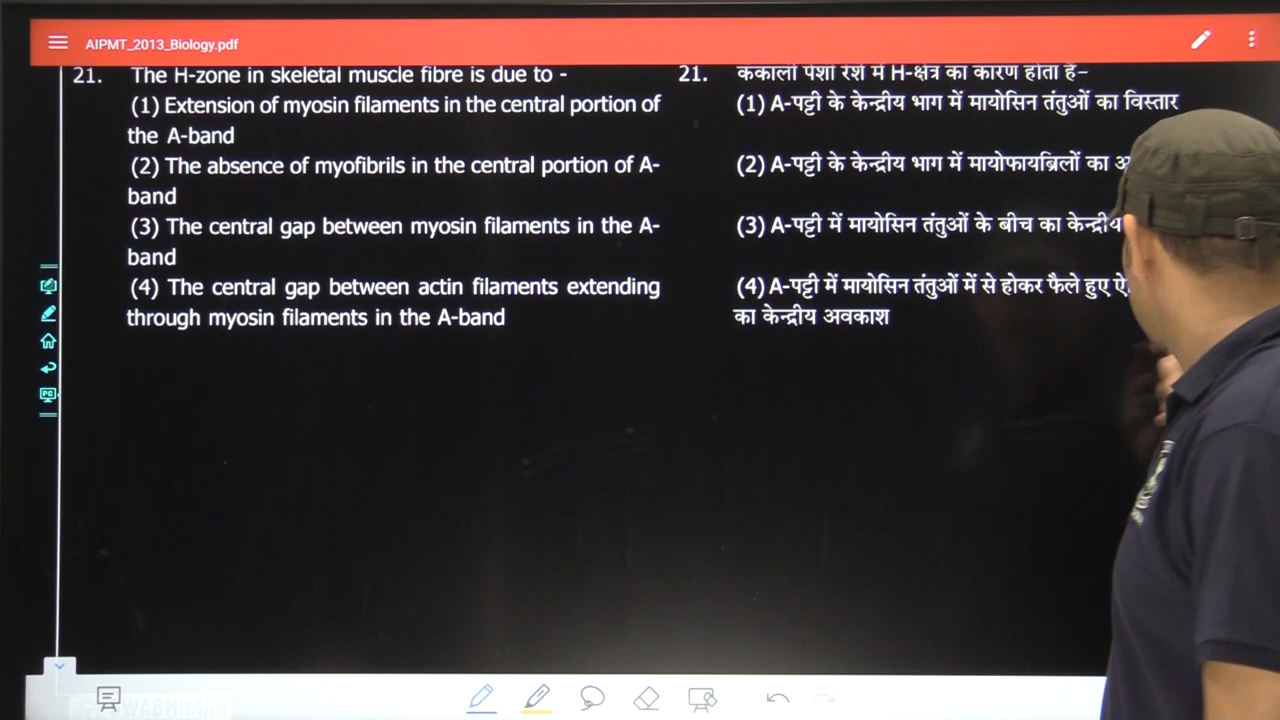 AIPMT_2013_Biology.pdf
21. The H-zone in skeletal muscle fibre is due to -
(1) Extension of myosin filaments in the central portion of
the A-band
(2) The absence of myofibrils in the central portion of A-
band
(3) The central gap between myosin filaments in the A-
band
(4) The central gap between actin filaments extending
through myosin filaments in the A-band
21. कंकाली पेशी रेशे में H-क्षेत्र का कारण होता है-
(1) A-पट्टी के केन्द्रीय भाग में मायोसिन तंतुओं का विस्तार
(2) A-पट्टी के केन्द्रीय भाग में मायोफायब्रिलों का
(3) A-पट्टी में मायोसिन तंतुओं के बीच का केन्द्रीय
(4) A-पट्टी में मायोसिन तंतुओं में से होकर फैले हुए
का केन्द्रीय अवकाश
PC